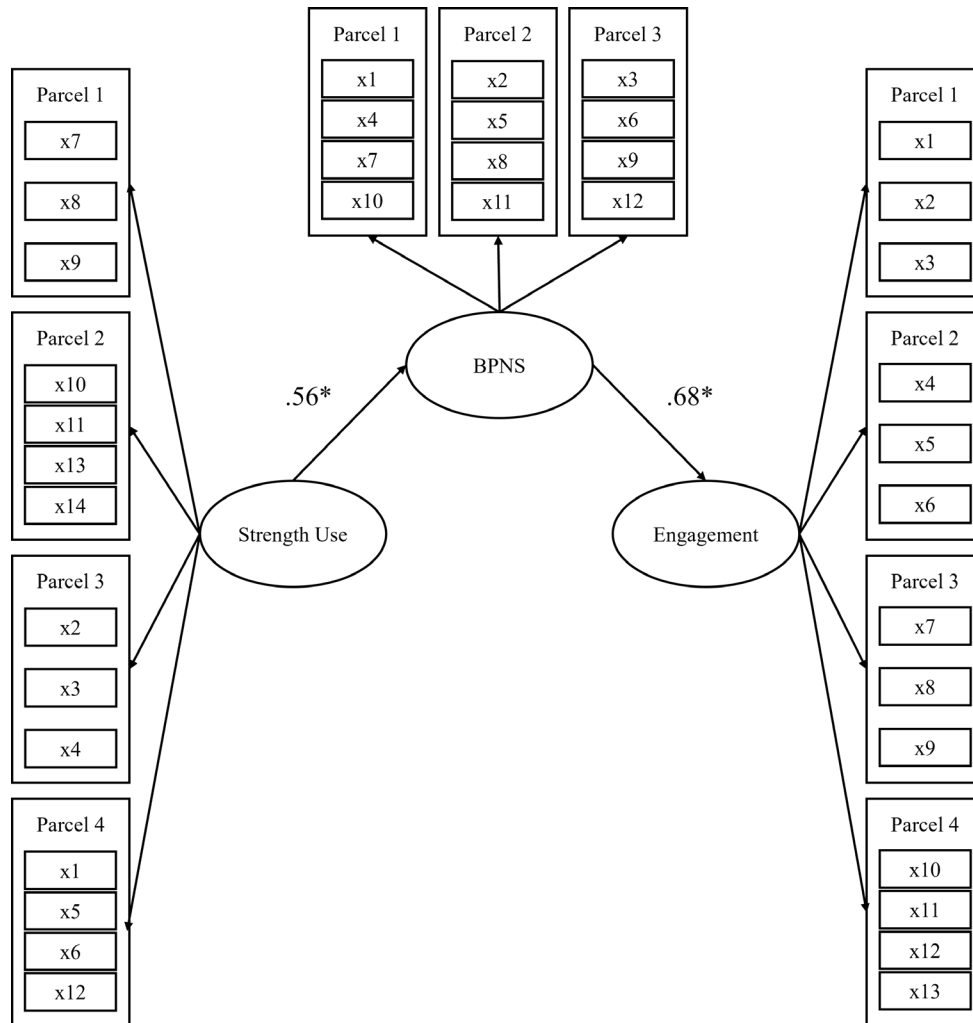 Parcel 1
x7
x8
x9
Parcel 2
x10
x11
x13
x14
Parcel 3
x2
x3
x4
Parcel 4
x1
x5
x6
x12
Parcel 1
x1
x4
x7
x10
Parcel 2
x2
x5
x8
x11
Parcel 3
x3
x6
x9
x12
BPNS
.56*
.68*
Strength Use
Engagement
Parcel 1
x1
x2
x3
Parcel 2
x4
x5
x6
Parcel 3
x7
x8
x9
Parcel 4
x10
x11
x12
x13